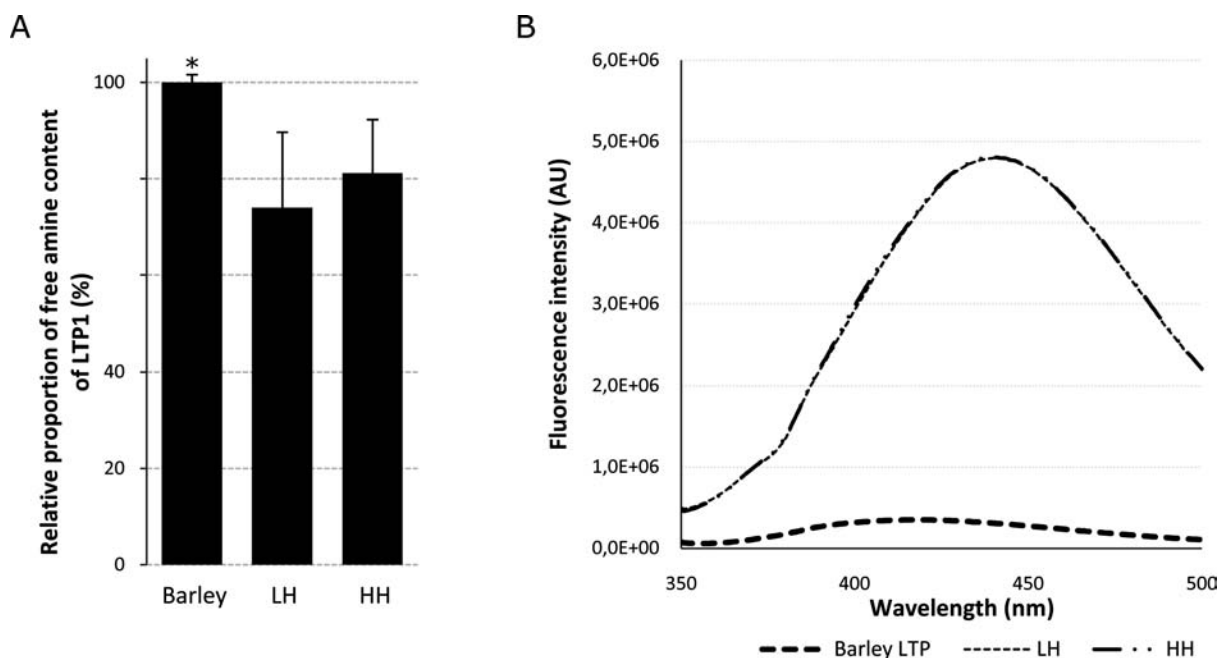 A
Relative proportion of free amine content
of LTP1 (%)
100
40
20
0
*
Barley LH HH
B
Fluorescence intensity (AU)
6,0E+06
5,0E+06
4,0E+06
3,0E+06
2,0E+06
1,0E+06
0,0E+00
350 400 450 500
Wavelength (nm)
Barley LTP LH HH